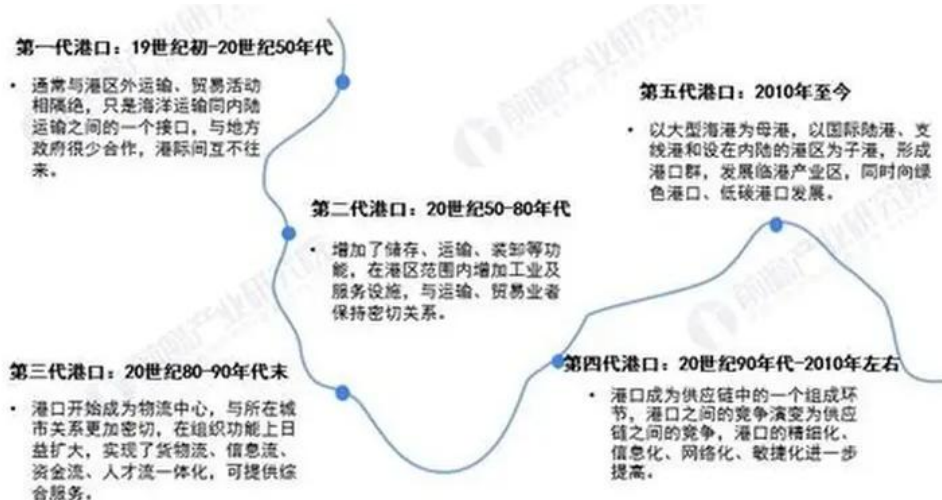 第一代港口：19世纪初-20世纪50年代
• 通常与港区外运输、贸易活动
相隔绝，只是海洋运输同内陆
运输之间的一个接口，与地方
政府很少合作，港际间互不往
来。
第二代港口：20世纪50-80年代
• 增加了储存、运输、装卸等功
能，在港区范围内增加工业及
服务设施，与运输、贸易业者
保持密切关系。
第三代港口：20世纪80-90年代末
• 港口开始成为物流中心，与所在城
市关系更加密切，在组织功能上日
益扩大，实现了货物流、信息流、
资金流、人才流一体化，可提供综
合服务。
第四代港口：20世纪90年代-2010年左右
• 港口成为供应链中的一个组成环
节，港口之间的竞争演变为供应
链之间的竞争，港口的精细化、
信息化、网络化、敏捷化进一步
提高。
第五代港口：2010年至今
• 以大型海港为母港，以国际陆港、支
线港和设在内陆的港区为子港，形成
港口群，发展临港产业区，同时向绿
色港口、低碳港口发展。
前瞻产业研究院